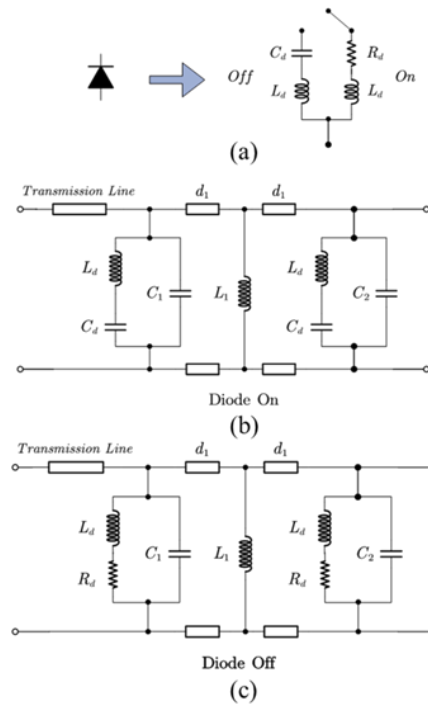 Off
C_d
L_d
R_d
L_d
On
(a)
Transmission Line
d_1
d_1
L_d
C_d
C_1
L_1
L_d
C_d
C_2
Diode On
(b)
Transmission Line
d_1
d_1
L_d
R_d
C_1
L_1
L_d
R_d
C_2
Diode Off
(c)